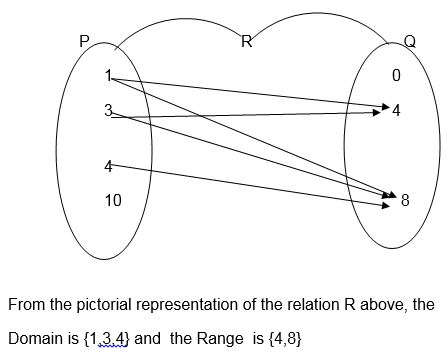 P R Q
1 0
3 4
4
10 8
From the pictorial representation of the relation R above, the
Domain is {1,3,4} and the Range is {4,8}